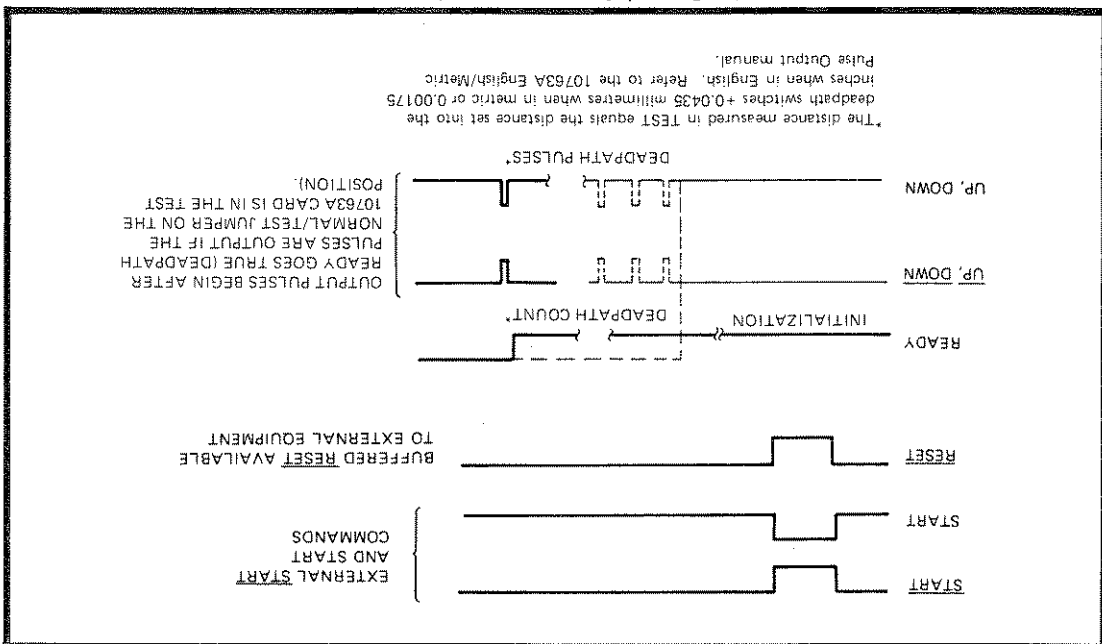 START
EXTERNAL START
AND START
COMMANDS
START
RESET
BUFFERED RESET AVAILABLE
TO EXTERNAL EQUIPMENT
READY
INITIALIZATION
DEADPATH COUNT*
UP, DOWN
OUTPUT PULSES BEGIN AFTER
READY GOES TRUE (DEADPATH
PULSES ARE OUTPUT IF THE
NORMAL/TEST JUMPER ON THE
10763A CARD IS IN THE TEST
POSITION).
UP, DOWN
DEADPATH PULSES*
*The distance measured in TEST equals the distance set into the
deadpath switches +0.0435 millimetres when in metric or 0.00175
inches when in English. Refer to the 10763A English/Metric
Pulse Output manual.